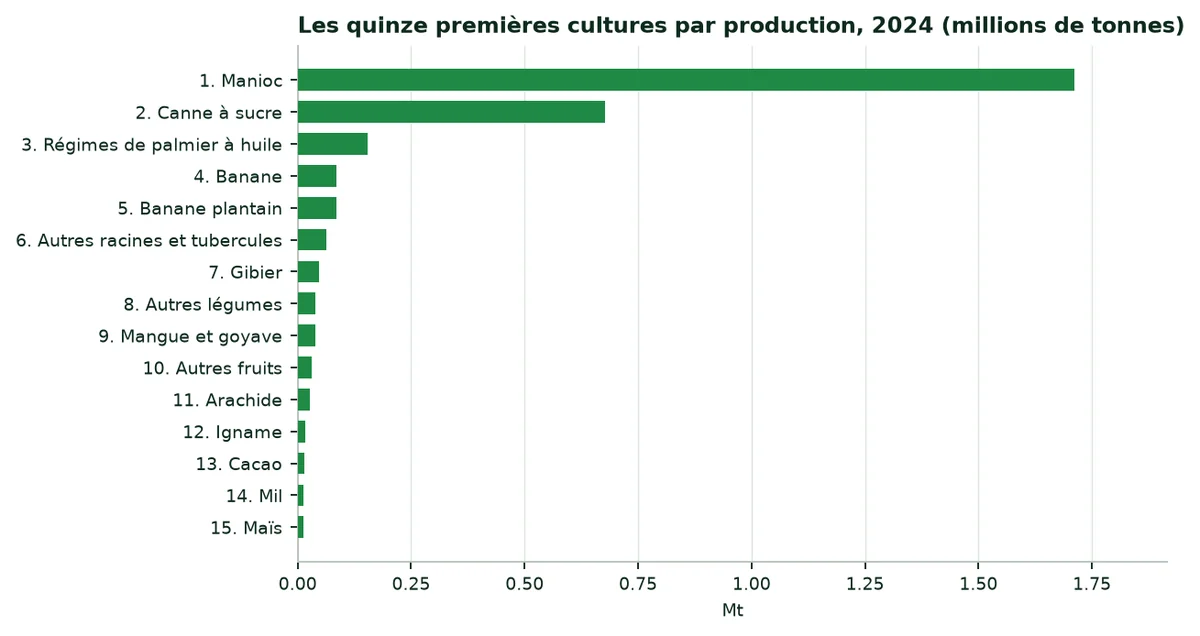 Les quinze premières cultures par production, 2024 (millions de tonnes)
1. Manioc
2. Canne à sucre
3. Régimes de palmier à huile
4. Banane
5. Banane plantain
6. Autres racines et tubercules
7. Gibier
8. Autres légumes
9. Mangue et goyave
10. Autres fruits
11. Arachide
12. Igname
13. Cacao
14. Mil
15. Maïs
0.00 0.25 0.50 0.75 1.00 1.25 1.50 1.75
Mt